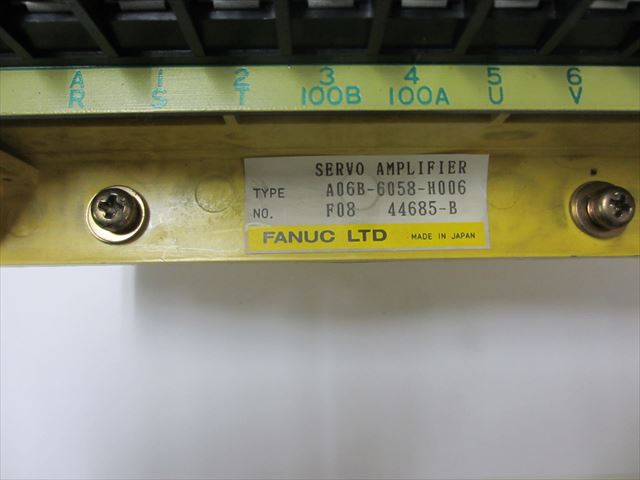 A 1 2 3 4 5 6
R S T 100B 100A U V
SERVO AMPLIFIER
TYPE A06B-6058-H006
NO. F08 44685-B
FANUC LTD MADE IN JAPAN